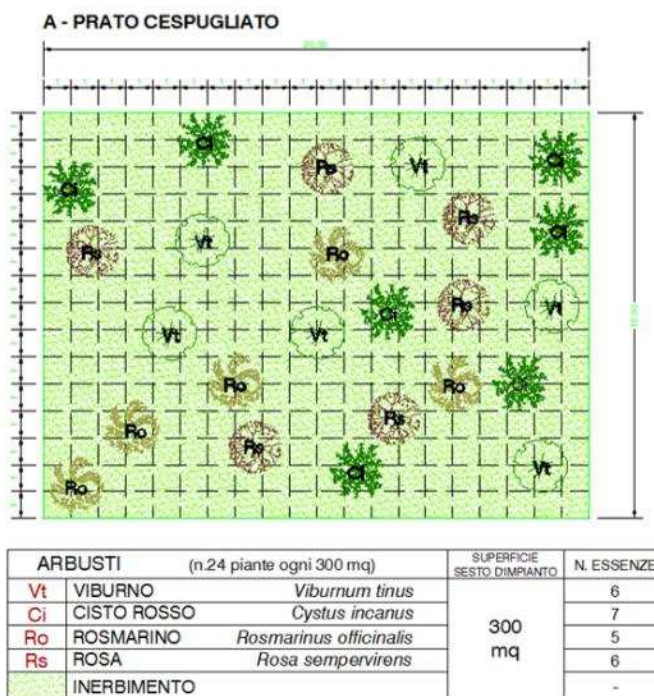 A - PRATO CESPUGLIATO
Ci
Rs Vt Ci
Ci
Rs
Ci
Vt
Rs Ro
Rs Vt
Ci
Vt Vt
Ro Ro Ci
Rs
Ro
Rs
Ci Vt
Ro
ARBUSTI (n.24 piante ogni 300 mq) SUPERFICIE SESTO D'IMPIANTO N. ESSENZE
Vt VIBURNO Viburnum tinus 6
Ci CISTO ROSSO Cystus incanus 7
300 mq
Ro ROSMARINO Rosmarinus officinalis 5
Rs ROSA Rosa sempervirens 6
INERBIMENTO -